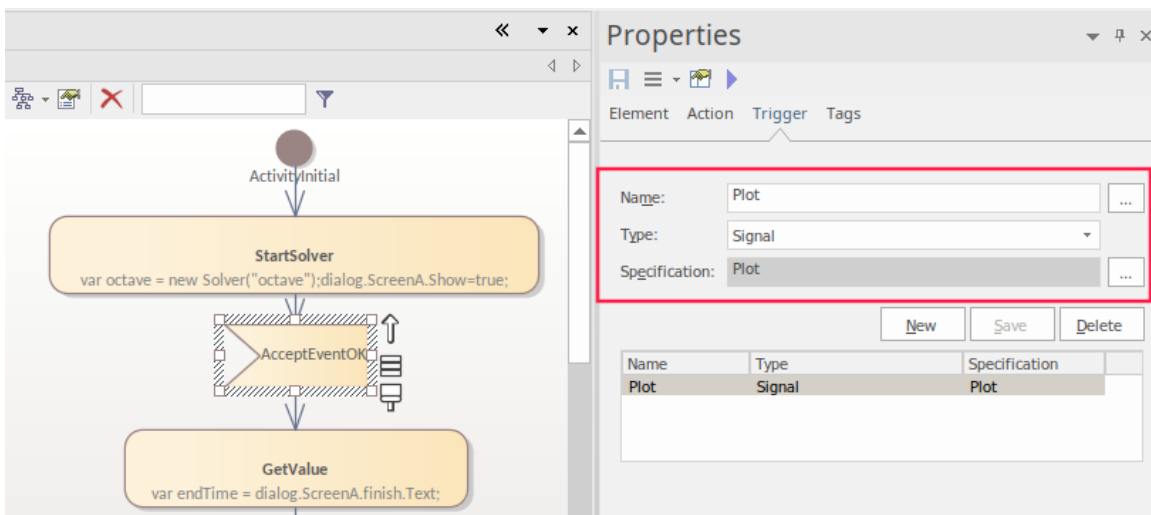 ActivityInitial
StartSolver
var octave = new Solver("octave");dialog.ScreenA.Show=true;
AcceptEventOK
GetValue
var endTime = dialog.ScreenA.finish.Text;
Properties
Element Action Trigger Tags
Name: Plot ...
Type: Signal
Specification: Plot ...
New Save Delete
Name Type Specification
Plot Signal Plot